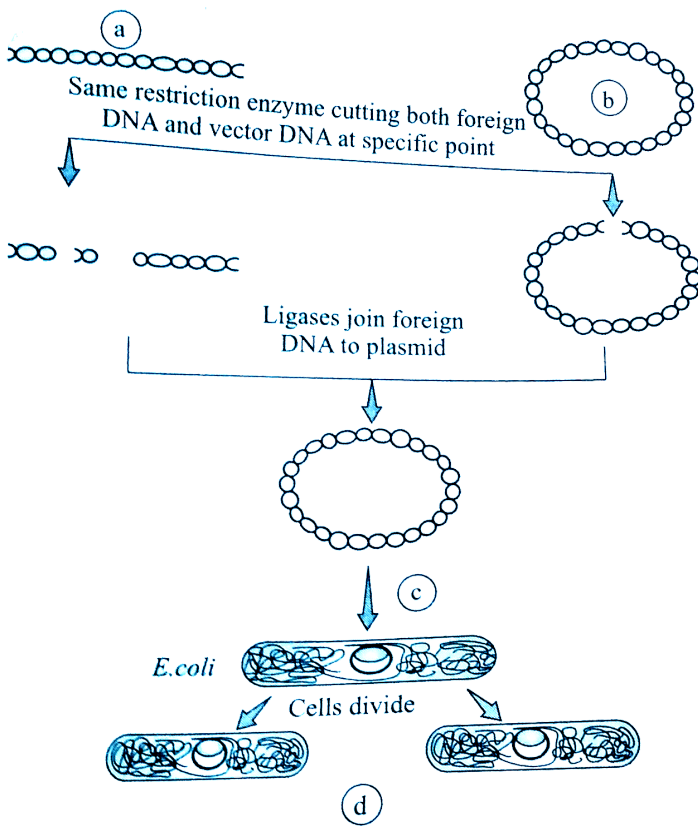 a
Same restriction enzyme cutting both foreign
DNA and vector DNA at specific point
b
Ligases join foreign
DNA to plasmid
c
E.coli
Cells divide
d